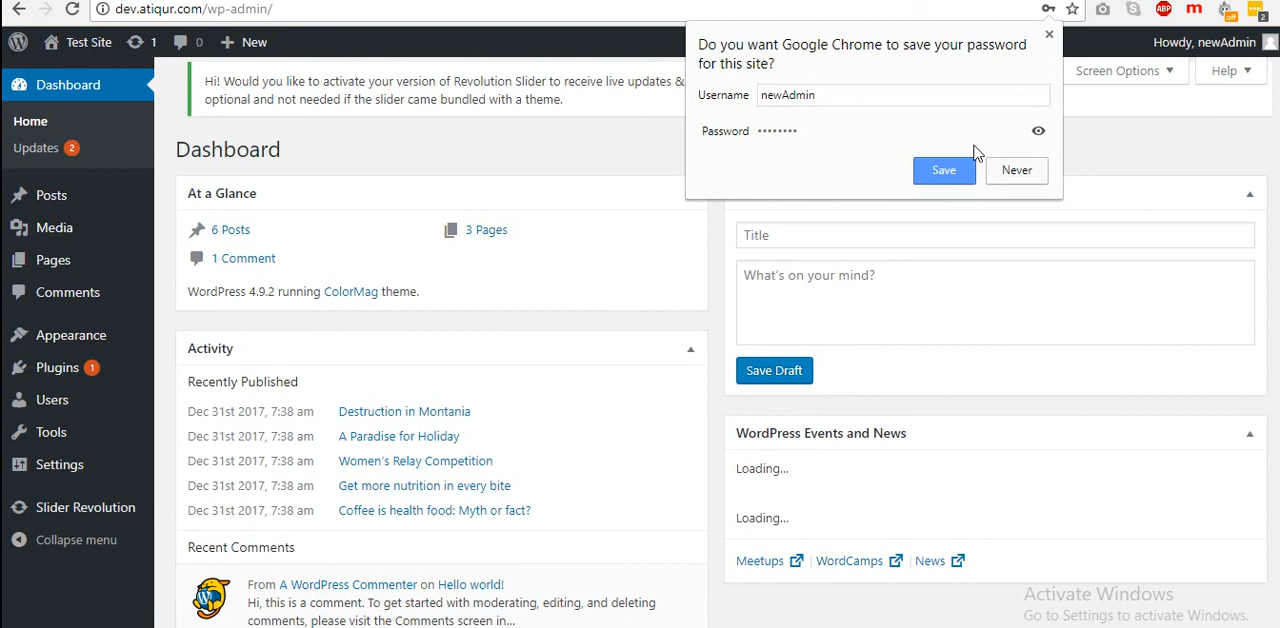 dev.atiqur.com/wp-admin/
ABP
m
off
2
Test Site
1
0
New
Howdy, newAdmin
Do you want Google Chrome to save your password
for this site?
Username newAdmin
Password ••••••••
Save
Never
Screen Options
Help
Dashboard
Home
Updates 2
Posts
Media
Pages
Comments
Appearance
Plugins 1
Users
Tools
Settings
Slider Revolution
Collapse menu
Hi! Would you like to activate your version of Revolution Slider to receive live updates &
optional and not needed if the slider came bundled with a theme.
Dashboard
At a Glance
6 Posts
3 Pages
1 Comment
WordPress 4.9.2 running ColorMag theme.
Activity
Recently Published
Dec 31st 2017, 7:38 am Destruction in Montania
Dec 31st 2017, 7:38 am A Paradise for Holiday
Dec 31st 2017, 7:38 am Women's Relay Competition
Dec 31st 2017, 7:38 am Get more nutrition in every bite
Dec 31st 2017, 7:38 am Coffee is health food: Myth or fact?
Recent Comments
From A WordPress Commenter on Hello world!
Hi, this is a comment. To get started with moderating, editing, and deleting
comments, please visit the Comments screen in...
Title
What's on your mind?
Save Draft
WordPress Events and News
Loading...
Loading...
Meetups | WordCamps | News
Activate Windows
Go to Settings to activate Windows.